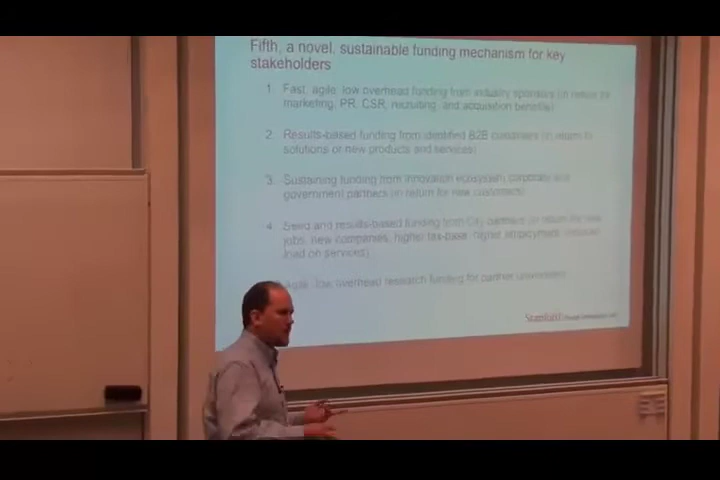 Fifth, a novel, sustainable funding mechanism for key
stakeholders
1. Fast, agile, low overhead funding from industry sponsors (in return for
marketing, PR, CSR, recruiting, and acquisition benefits)
2. Results-based funding from identified B2B customers (in return to
solutions or new products and services)
3. Sustaining funding from innovation ecosystem corporate and
government partners (in return for new customers)
4. Seed and results-based funding from City partners (in return for new
jobs, new companies, higher tax-base, higher employment, reduced
load on services)
agile, low overhead research funding for partner universities
Stanford